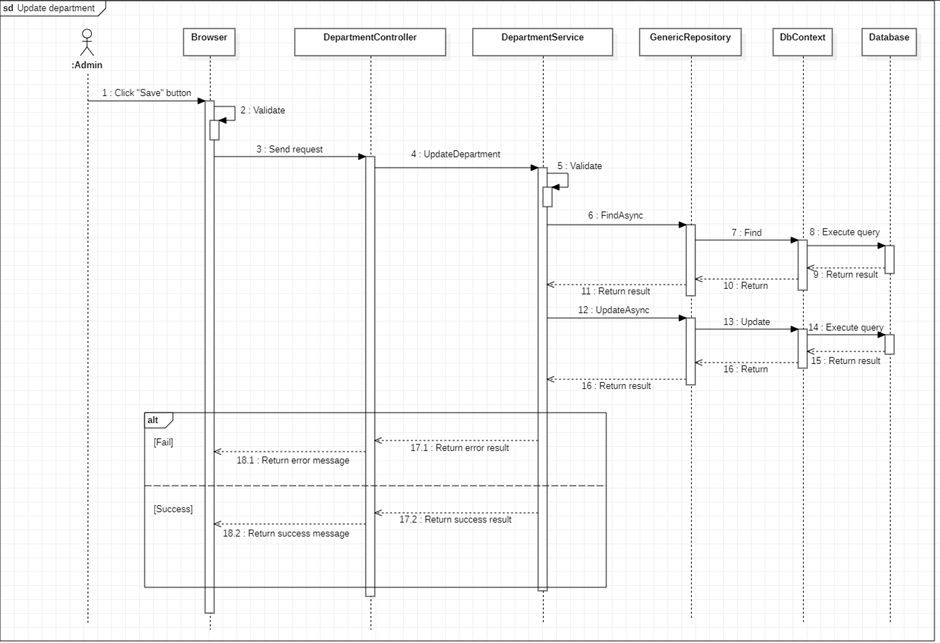 sd Update department
:Admin
Browser
DepartmentController
DepartmentService
GenericRepository
DbContext
Database
1 : Click "Save" button
2 : Validate
3 : Send request
4 : UpdateDepartment
5 : Validate
6 : FindAsync
7 : Find
8 : Execute query
9 : Return result
10 : Return
11 : Return result
12 : UpdateAsync
13 : Update
14 : Execute query
15 : Return result
16 : Return
16 : Return result
alt
[Fail]
17.1 : Return error result
18.1 : Return error message
[Success]
17.2 : Return success result
18.2 : Return success message